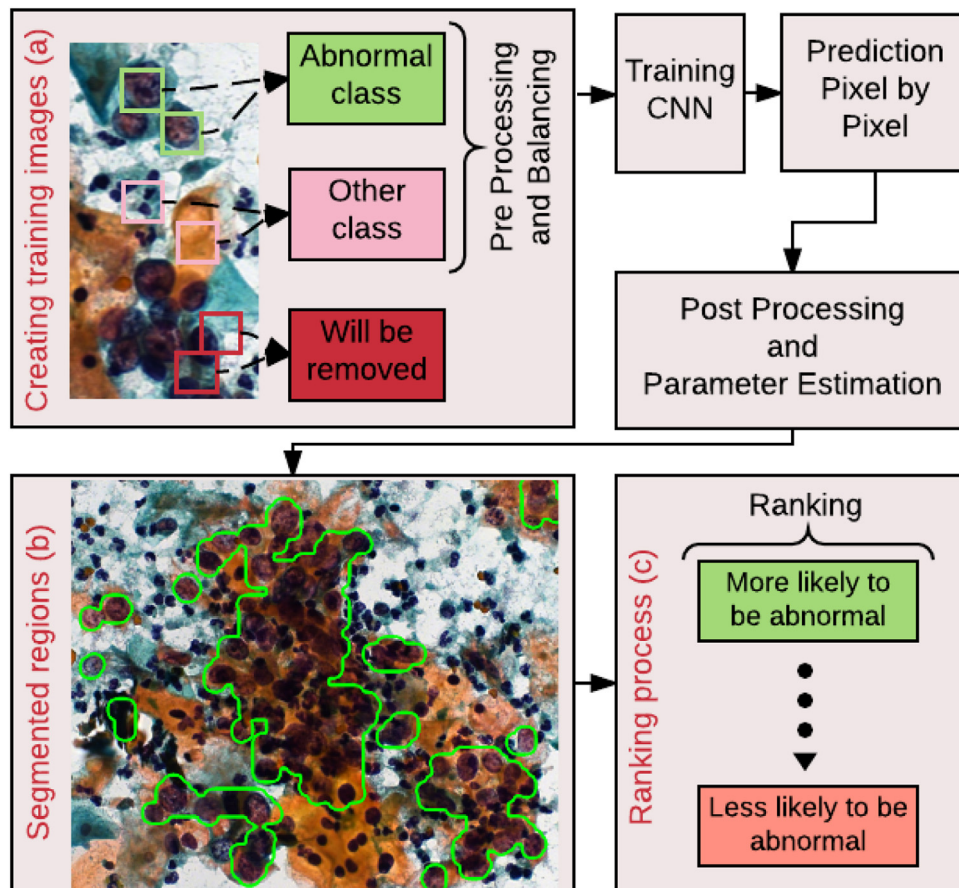 Creating training images (a)
Abnormal
class
Other
class
Will be
removed
Pre Processing
and Balancing
Training
CNN
Prediction
Pixel by
Pixel
Post Processing
and
Parameter Estimation
Segmented regions (b)
Ranking process (c)
Ranking
More likely to
be abnormal
Less likely to be
abnormal